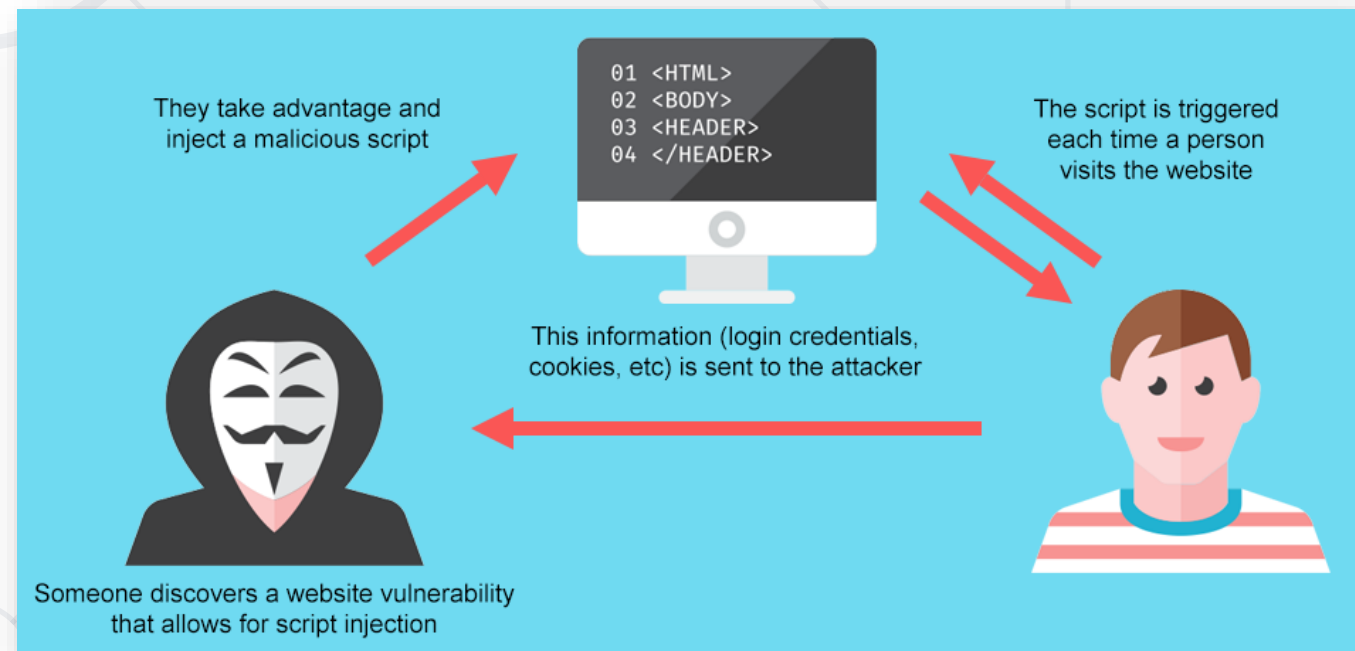 They take advantage and
inject a malicious script
01 <HTML>
02 <BODY>
03 <HEADER>
04 </HEADER>
The script is triggered
each time a person
visits the website
This information (login credentials,
cookies, etc) is sent to the attacker
Someone discovers a website vulnerability
that allows for script injection